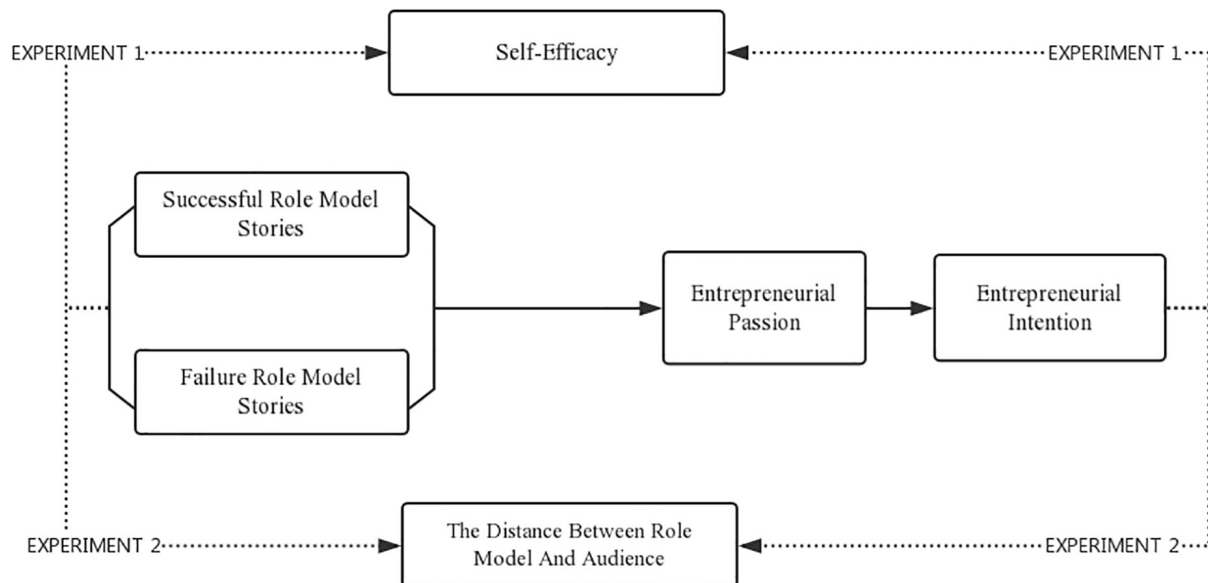 EXPERIMENT 1
Self-Efficacy
EXPERIMENT 1
Successful Role Model
Stories
Entrepreneurial
Passion
Entrepreneurial
Intention
Failure Role Model
Stories
EXPERIMENT 2
The Distance Between Role
Model And Audience
EXPERIMENT 2